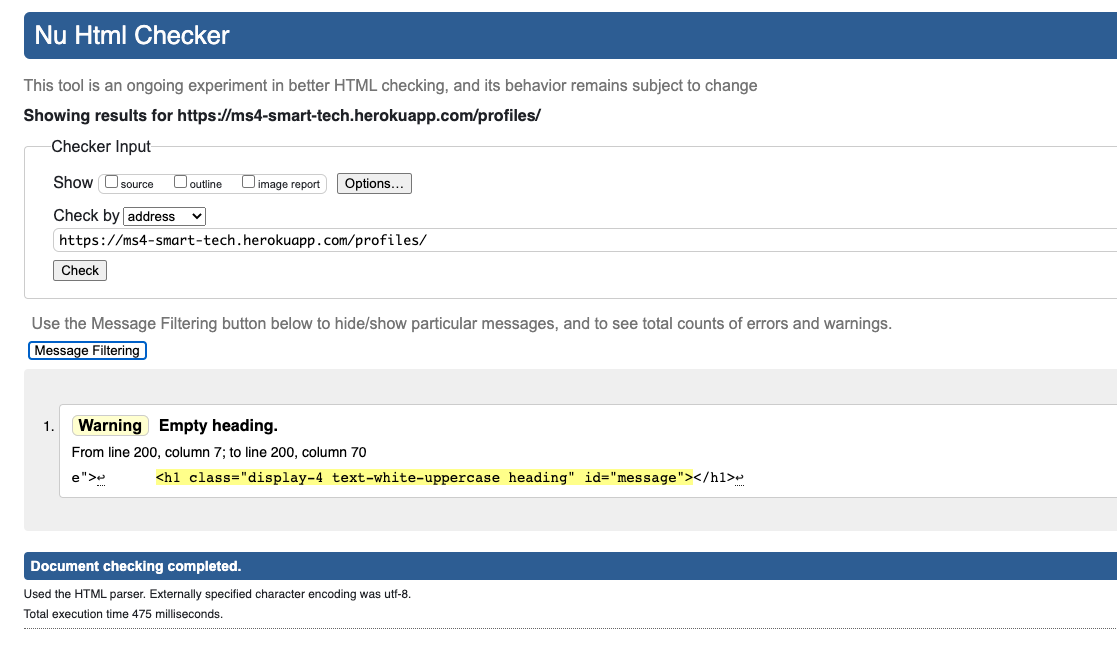 Nu Html Checker
This tool is an ongoing experiment in better HTML checking, and its behavior remains subject to change
Showing results for https://ms4-smart-tech.herokuapp.com/profiles/
Checker Input
Show source outline image report Options...
Check by address
https://ms4-smart-tech.herokuapp.com/profiles/
Check
Use the Message Filtering button below to hide/show particular messages, and to see total counts of errors and warnings.
Message Filtering
1. Warning Empty heading.
From line 200, column 7; to line 200, column 70
e">↩ <h1 class="display-4 text-white-uppercase heading" id="message"></h1>↩
Document checking completed.
Used the HTML parser. Externally specified character encoding was utf-8.
Total execution time 475 milliseconds.